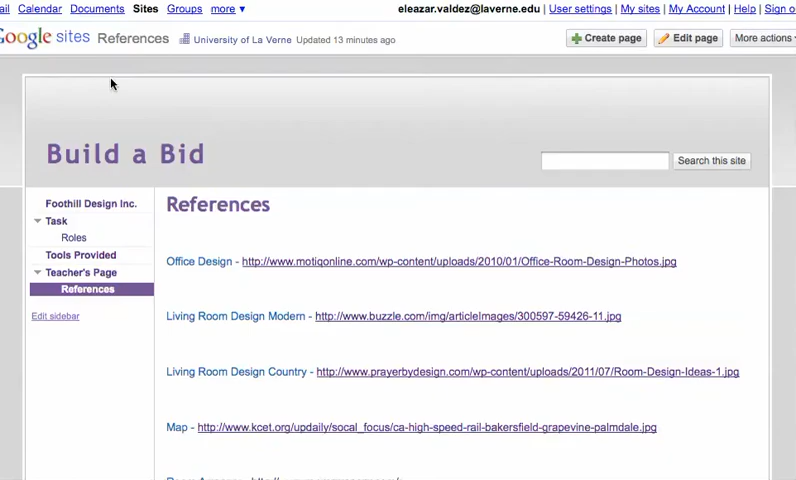 Calendar Documents Sites Groups more ▼ eleazar.valdez@laverne.edu | User settings | My sites | My Account | Help | Sign
Google sites References University of La Verne Updated 13 minutes ago Create page Edit page More actions
Build a Bid
Search this site
Foothill Design Inc.
Task
Roles
Tools Provided
Teacher's Page
References
Edit sidebar
References
Office Design - http://www.motiqonline.com/wp-content/uploads/2010/01/Office-Room-Design-Photos.jpg
Living Room Design Modern - http://www.buzzle.com/img/articleImages/300597-59426-11.jpg
Living Room Design Country - http://www.prayerbydesign.com/wp-content/uploads/2011/07/Room-Design-Ideas-1.jpg
Map - http://www.kcet.org/updaily/socal_focus/ca-high-speed-rail-bakersfield-grapevine-palmdale.jpg